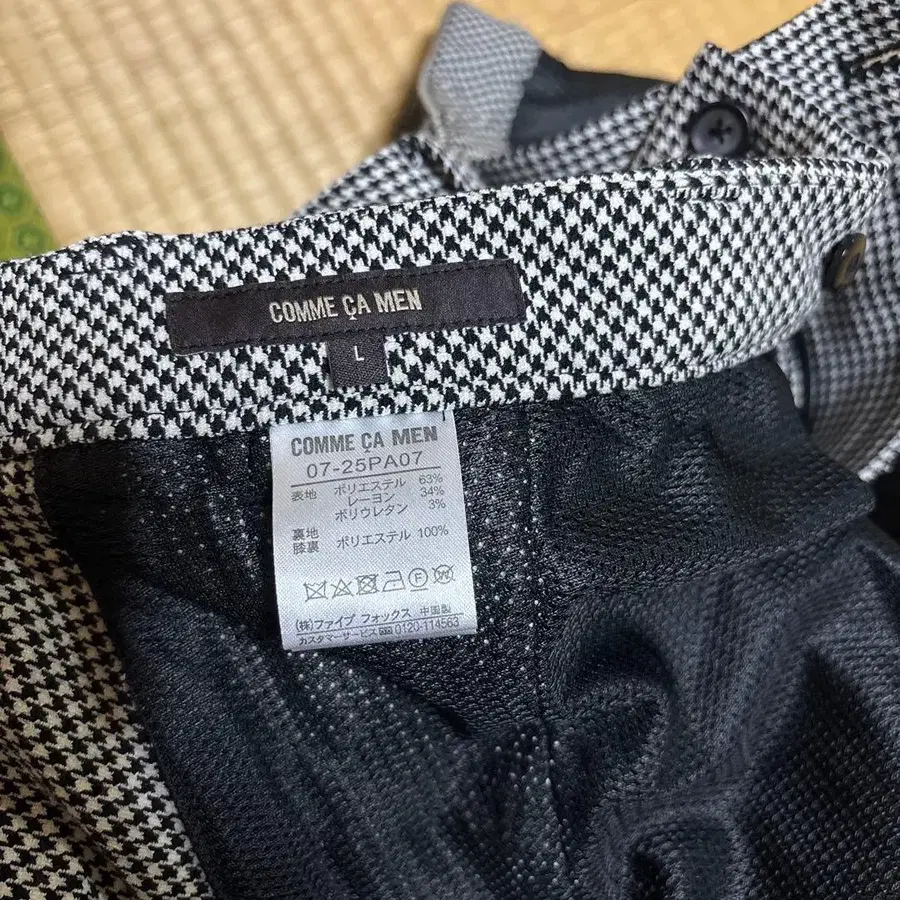 COMME ÇA MEN
L
COMME ÇA MEN
07-25PA07
表地 ポリエステル 63%
レーヨン 34%
ポリウレタン 3%
裏地
膝裏 ポリエステル 100%
(株)ファイブ フォックス 中国製
カスタマーサービス 0120-114563